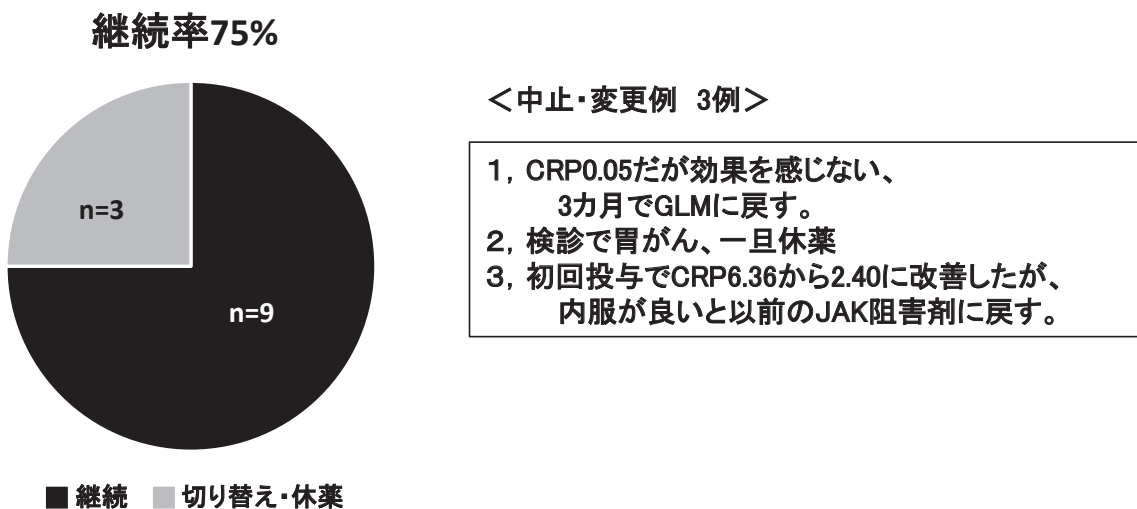 継続率75%
n=3
n=9
■ 継続 ■ 切り替え・休薬
＜中止・変更例 3例＞
１，CRP0.05だが効果を感じない、
3カ月でGLMに戻す。
２，検診で胃がん、一旦休薬
３，初回投与でCRP6.36から2.40に改善したが、
内服が良いと以前のJAK阻害剤に戻す。